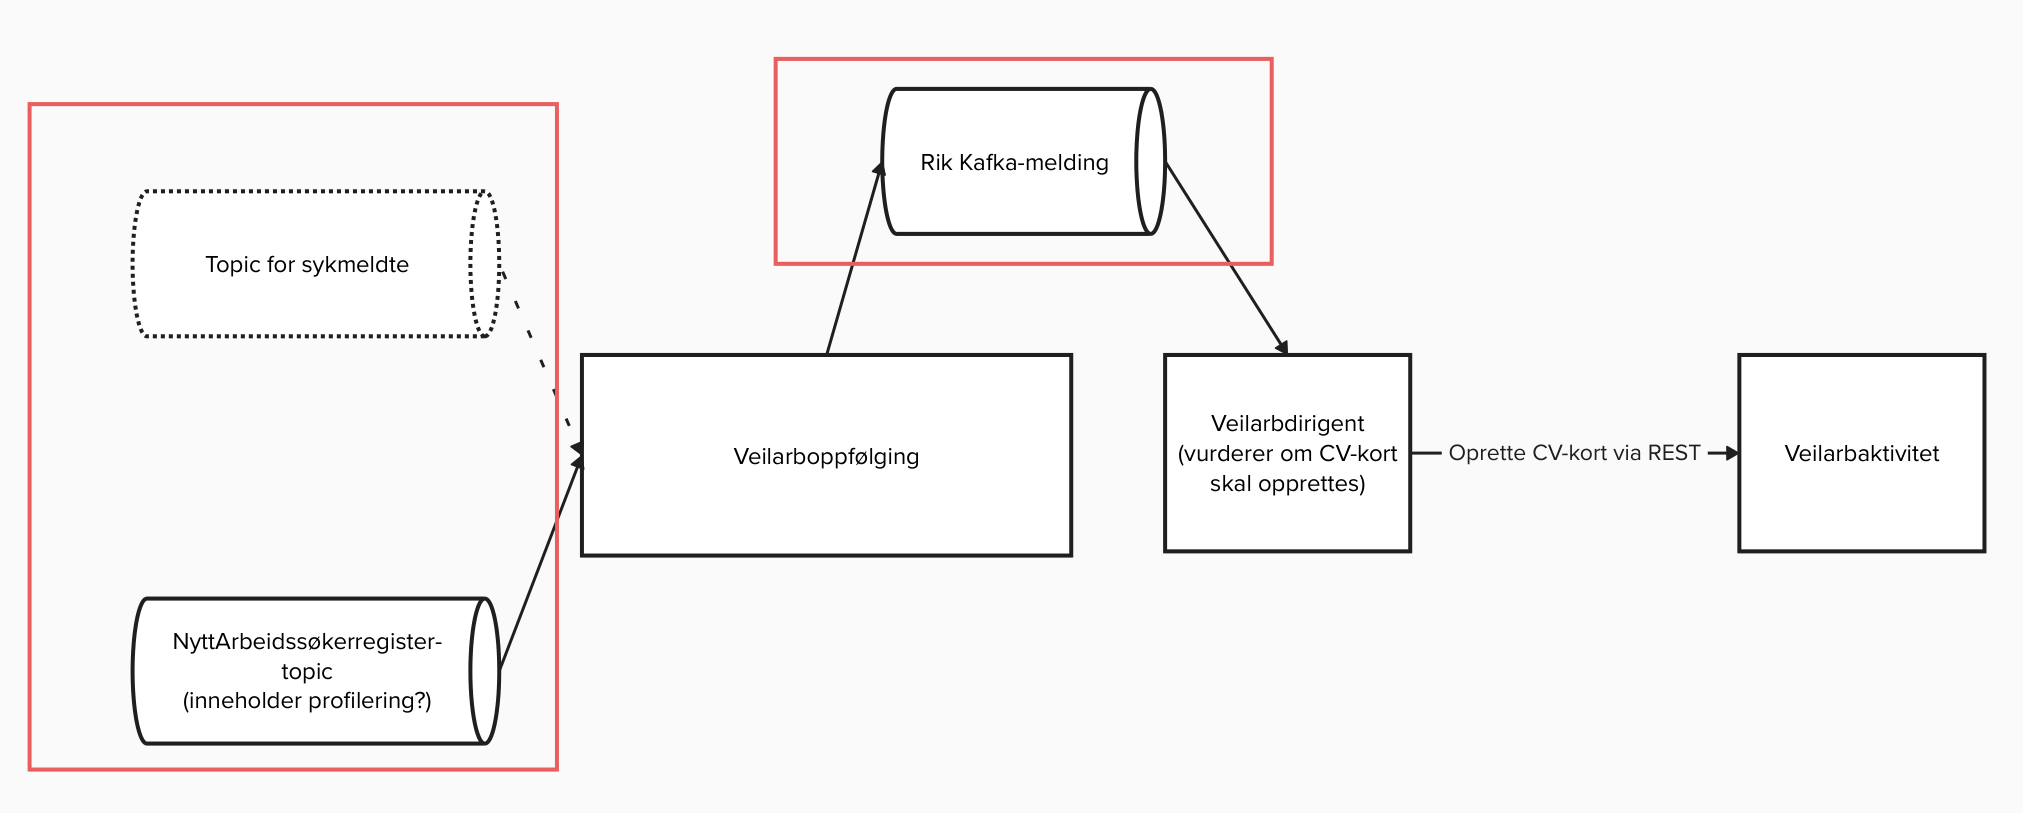 Rik Kafka-melding
Topic for sykmeldte
Veilarboppfølging
Veilarbdirigent
(vurderer om CV-kort
skal opprettes)
Oprette CV-kort via REST
Veilarbaktivitet
NyttArbeidssøkerregister-
topic
(inneholder profilering?)